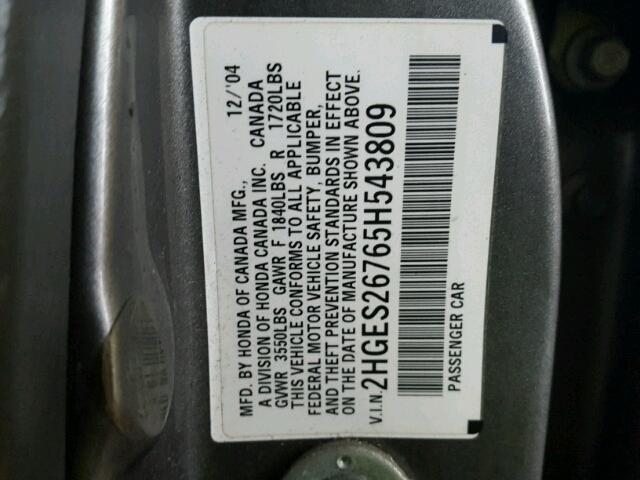 MFD. BY HONDA OF CANADA MFG., 12/'04
A DIVISION OF HONDA CANADA INC. CANADA
GVWR 3550LBS GAWR F 1840LBS R 1720LBS
THIS VEHICLE CONFORMS TO ALL APPLICABLE
FEDERAL MOTOR VEHICLE SAFETY, BUMPER,
AND THEFT PREVENTION STANDARDS IN EFFECT
ON THE DATE OF MANUFACTURE SHOWN ABOVE.
V.I.N. 2HGES26765H543809
PASSENGER CAR